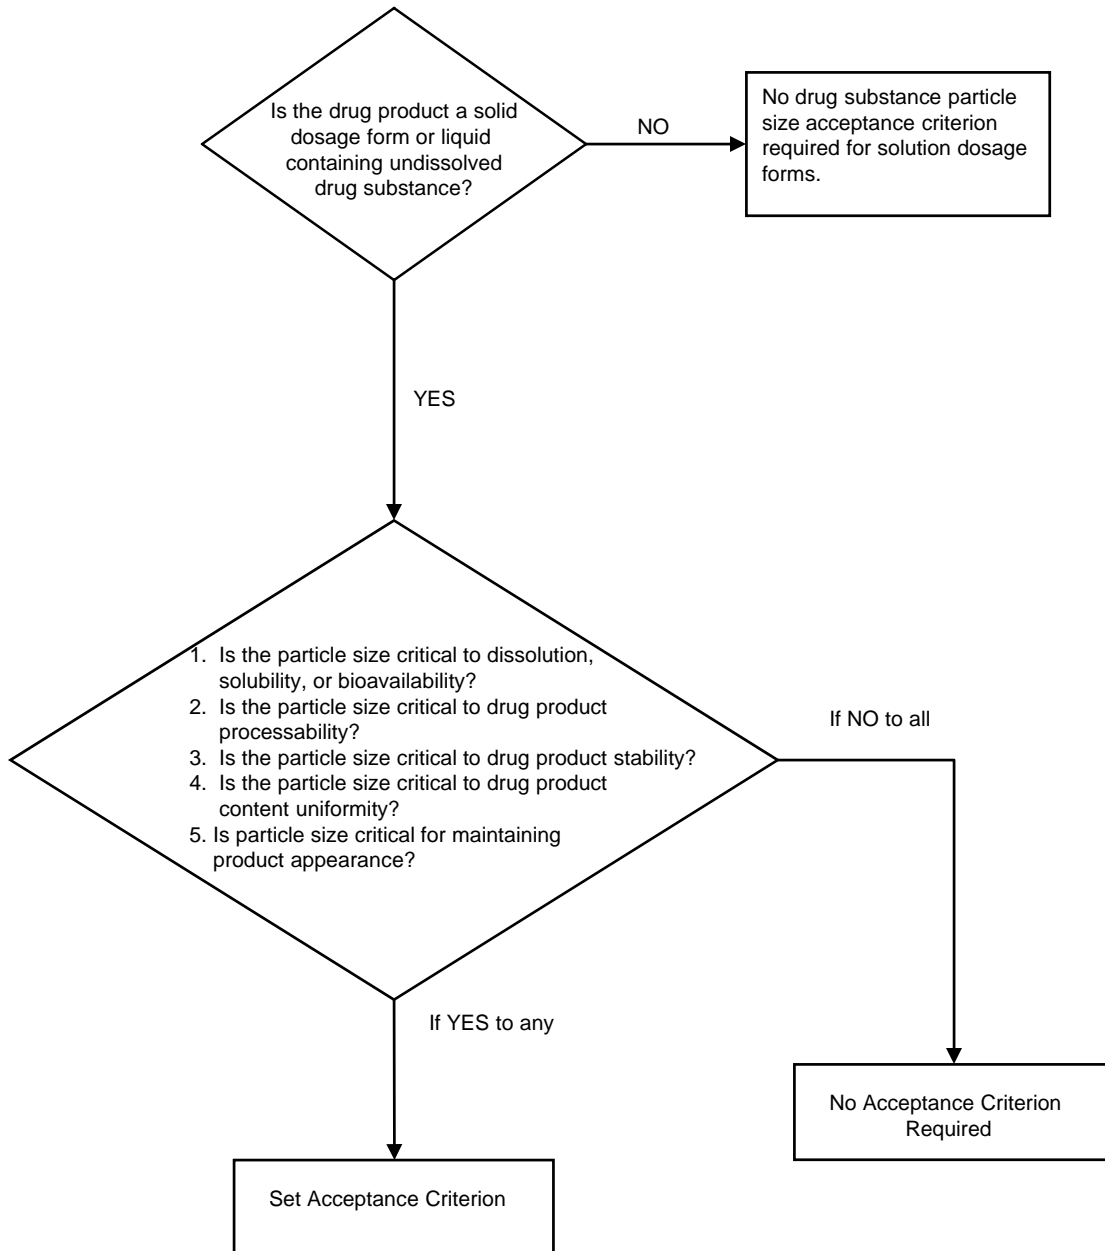 Is the drug product a solid
dosage form or liquid
containing undissolved
drug substance?
NO
No drug substance particle
size acceptance criterion
required for solution dosage
forms.
YES
1. Is the particle size critical to dissolution,
solubility, or bioavailability?
2. Is the particle size critical to drug product
processability?
3. Is the particle size critical to drug product stability?
4. Is the particle size critical to drug product
content uniformity?
5. Is particle size critical for maintaining
product appearance?
If NO to all
If YES to any
No Acceptance Criterion
Required
Set Acceptance Criterion